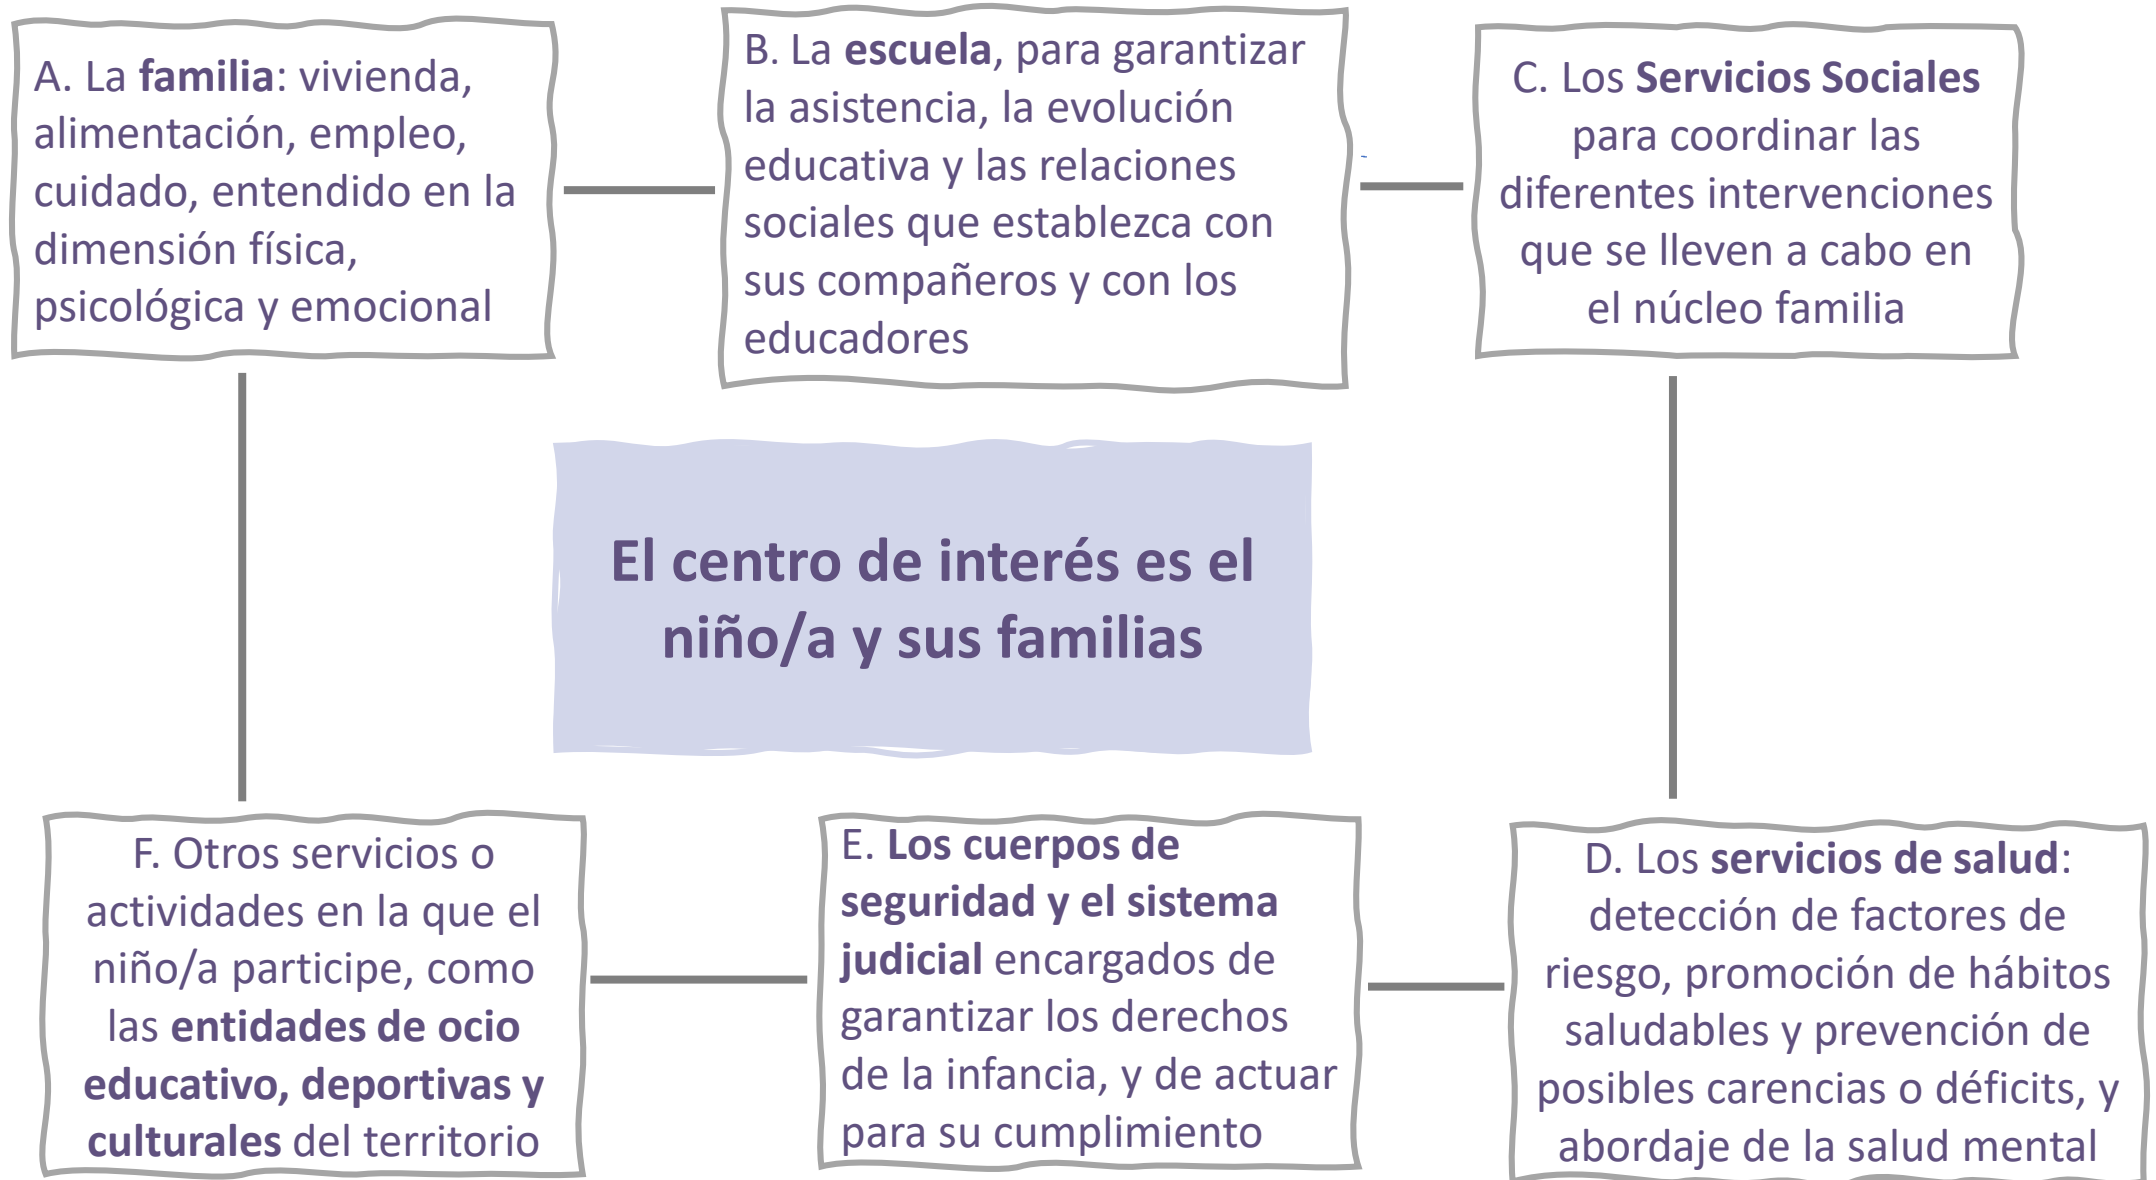 A. La familia: vivienda,
alimentación, empleo,
cuidado, entendido en la
dimensión física,
psicológica y emocional
B. La escuela, para garantizar
la asistencia, la evolución
educativa y las relaciones
sociales que establezca con
sus compañeros y con los
educadores
C. Los Servicios Sociales
para coordinar las
diferentes intervenciones
que se lleven a cabo en
el núcleo familia
El centro de interés es el
niño/a y sus familias
F. Otros servicios o
actividades en la que el
niño/a participe, como
las entidades de ocio
educativo, deportivas y
culturales del territorio
E. Los cuerpos de
seguridad y el sistema
judicial encargados de
garantizar los derechos
de la infancia, y de actuar
para su cumplimiento
D. Los servicios de salud:
detección de factores de
riesgo, promoción de hábitos
saludables y prevención de
posibles carencias o déficits, y
abordaje de la salud mental